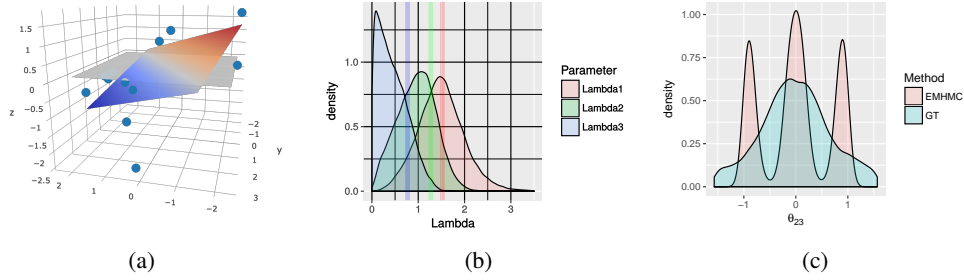 1.5
1
0.5
0
−0.5
−1
−1.5
−2
−2.5
z
2
1
0
−1
−2
−2
−1
0
1
2
3
y
density
1.0
0.5
0.0
0 1 2 3
Lambda
Parameter
Lambda1
Lambda2
Lambda3
density
1.00
0.75
0.50
0.25
0.00
−1 0 1
θ23
Method
EMHMC
GT
(a) (b) (c)